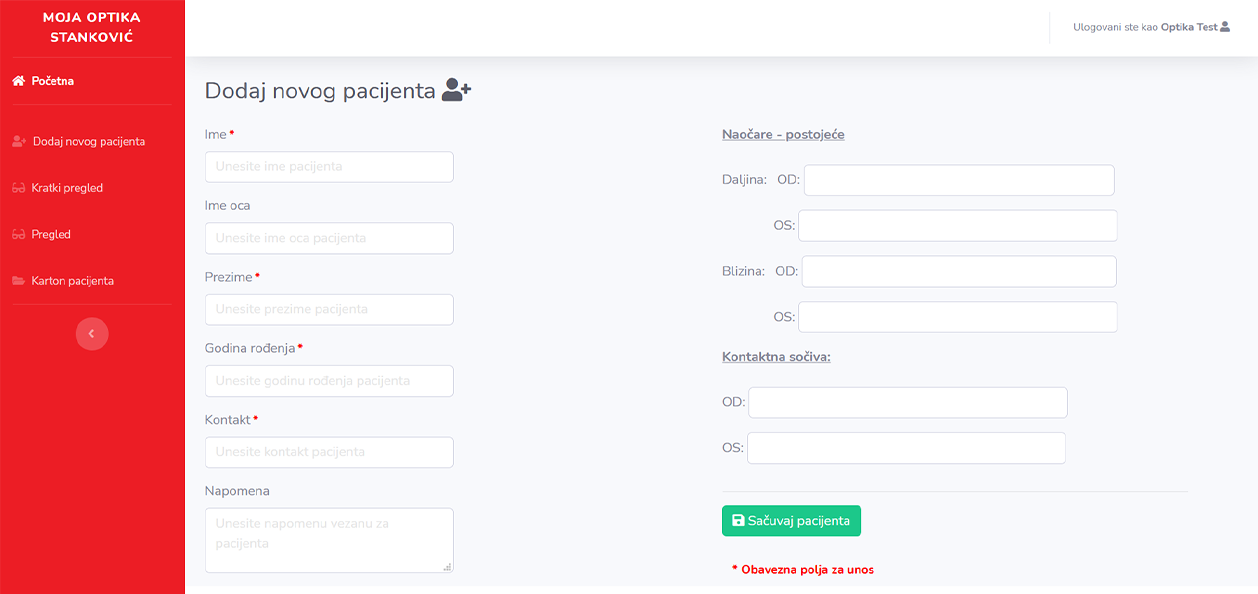 MOJA OPTIKA
STANKOVIĆ
Početna
Dodaj novog pacijenta
Kratki pregled
Pregled
Karton pacijenta
Ulogovani ste kao Optika Test
Dodaj novog pacijenta
Ime *
Unesite ime pacijenta
Ime oca
Unesite ime oca pacijenta
Prezime *
Unesite prezime pacijenta
Godina rođenja *
Unesite godinu rođenja pacijenta
Kontakt *
Unesite kontakt pacijenta
Napomena
Unesite napomenu vezanu za
pacijenta
Naočare - postojeće
Daljina: OD:
OS:
Blizina: OD:
OS:
Kontaktna sočiva:
OD:
OS:
Sačuvaj pacijenta
* Obavezna polja za unos